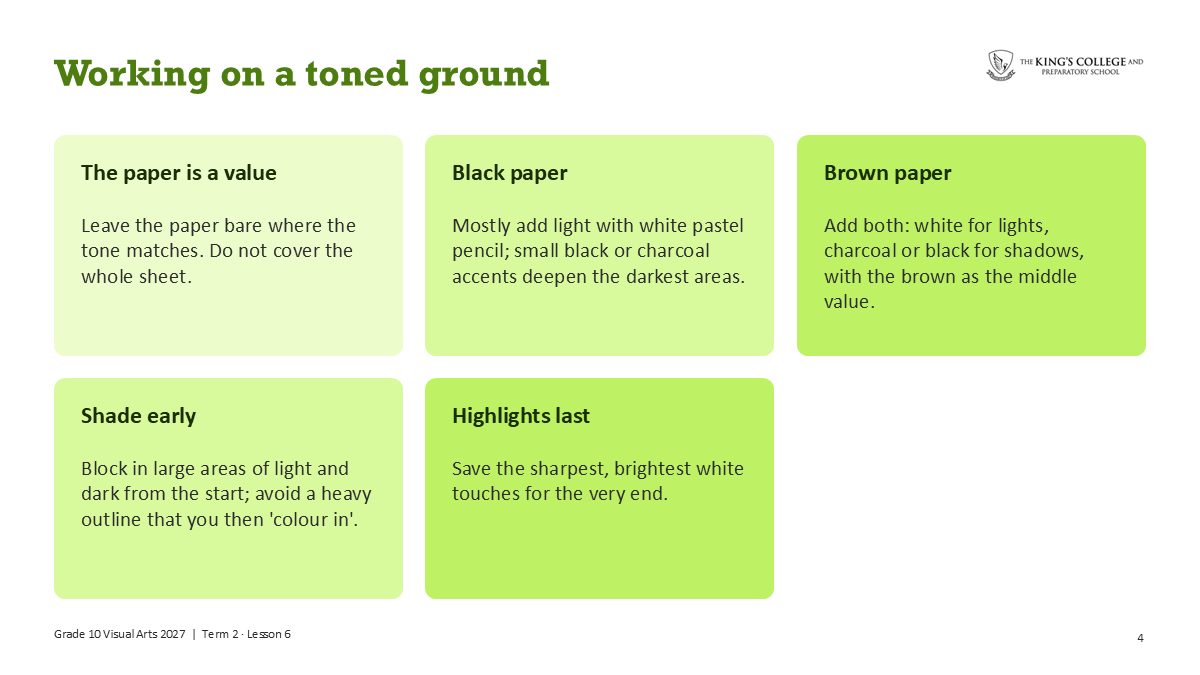 Working on a toned ground
THE KING'S COLLEGE AND
PREPARATORY SCHOOL
The paper is a value
Leave the paper bare where the
tone matches. Do not cover the
whole sheet.
Black paper
Mostly add light with white pastel
pencil; small black or charcoal
accents deepen the darkest areas.
Brown paper
Add both: white for lights,
charcoal or black for shadows,
with the brown as the middle
value.
Shade early
Block in large areas of light and
dark from the start; avoid a heavy
outline that you then 'colour in'.
Highlights last
Save the sharpest, brightest white
touches for the very end.
Grade 10 Visual Arts 2027 | Term 2 · Lesson 6
4